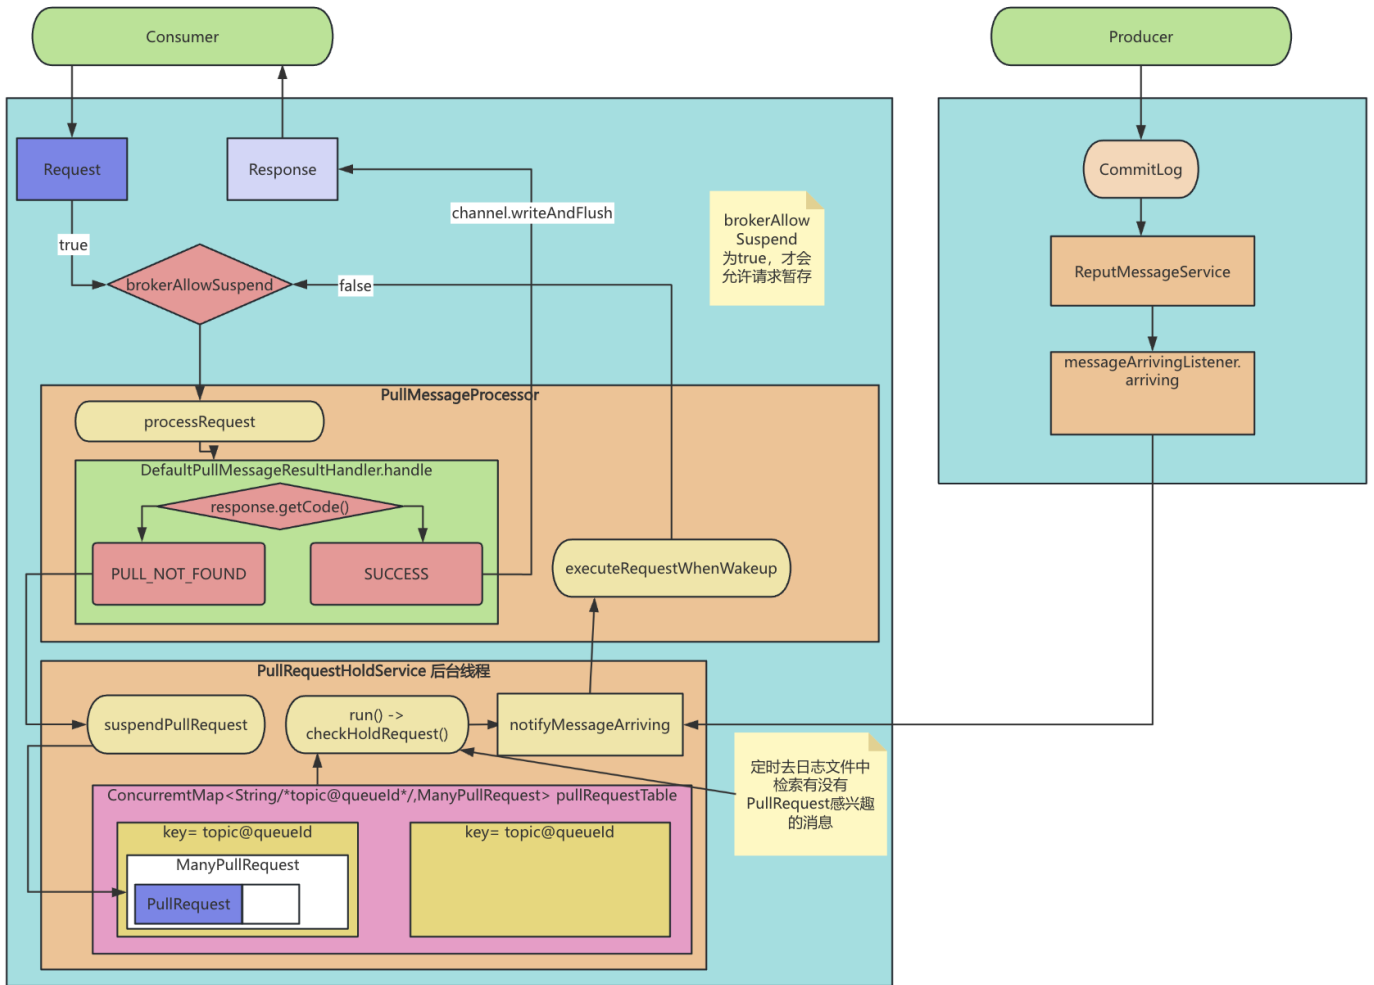 Consumer
Producer
Request
Response
CommitLog
channel.writeAndFlush
brokerAllow
Suspend
为true，才会
允许请求暂存
true
brokerAllowSuspend
false
ReputMessageService
messageArrivingListener.
arriving
PullMessageProcessor
processRequest
DefaultPullMessageResultHandler.handle
response.getCode()
PULL_NOT_FOUND
SUCCESS
executeRequestWhenWakeup
PullRequestHoldService 后台线程
suspendPullRequest
run() ->
checkHoldRequest()
notifyMessageArriving
定时去日志文件中
检索有没有
PullRequest感兴趣
的消息
ConcurremtMap<String/*topic@queueId*/,ManyPullRequest> pullRequestTable
key= topic@queueId
key= topic@queueId
ManyPullRequest
PullRequest